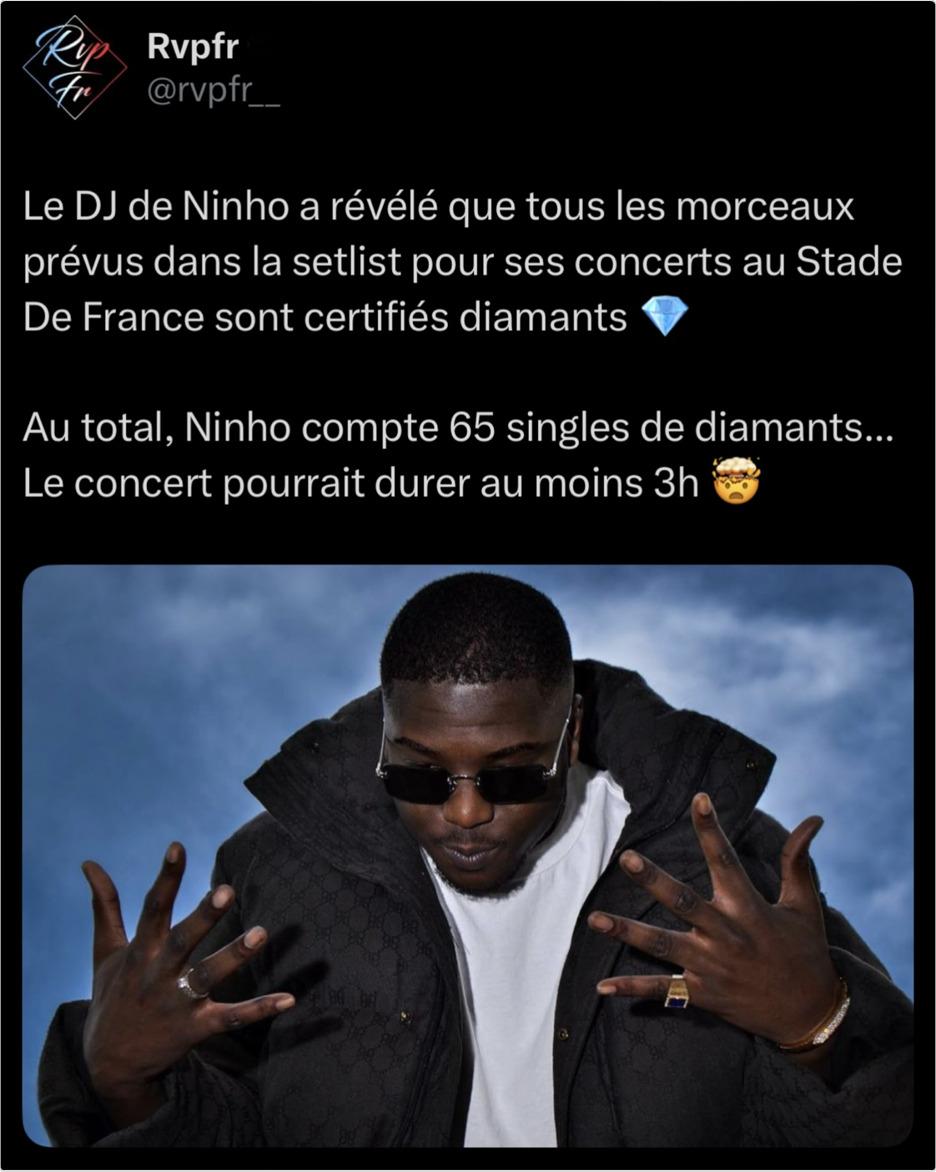 Rvp
Fr
Rvpfr
@rvpfr__
Le DJ de Ninho a révélé que tous les morceaux
prévus dans la setlist pour ses concerts au Stade
De France sont certifiés diamants 💎
Au total, Ninho compte 65 singles de diamants...
Le concert pourrait durer au moins 3h 🤯